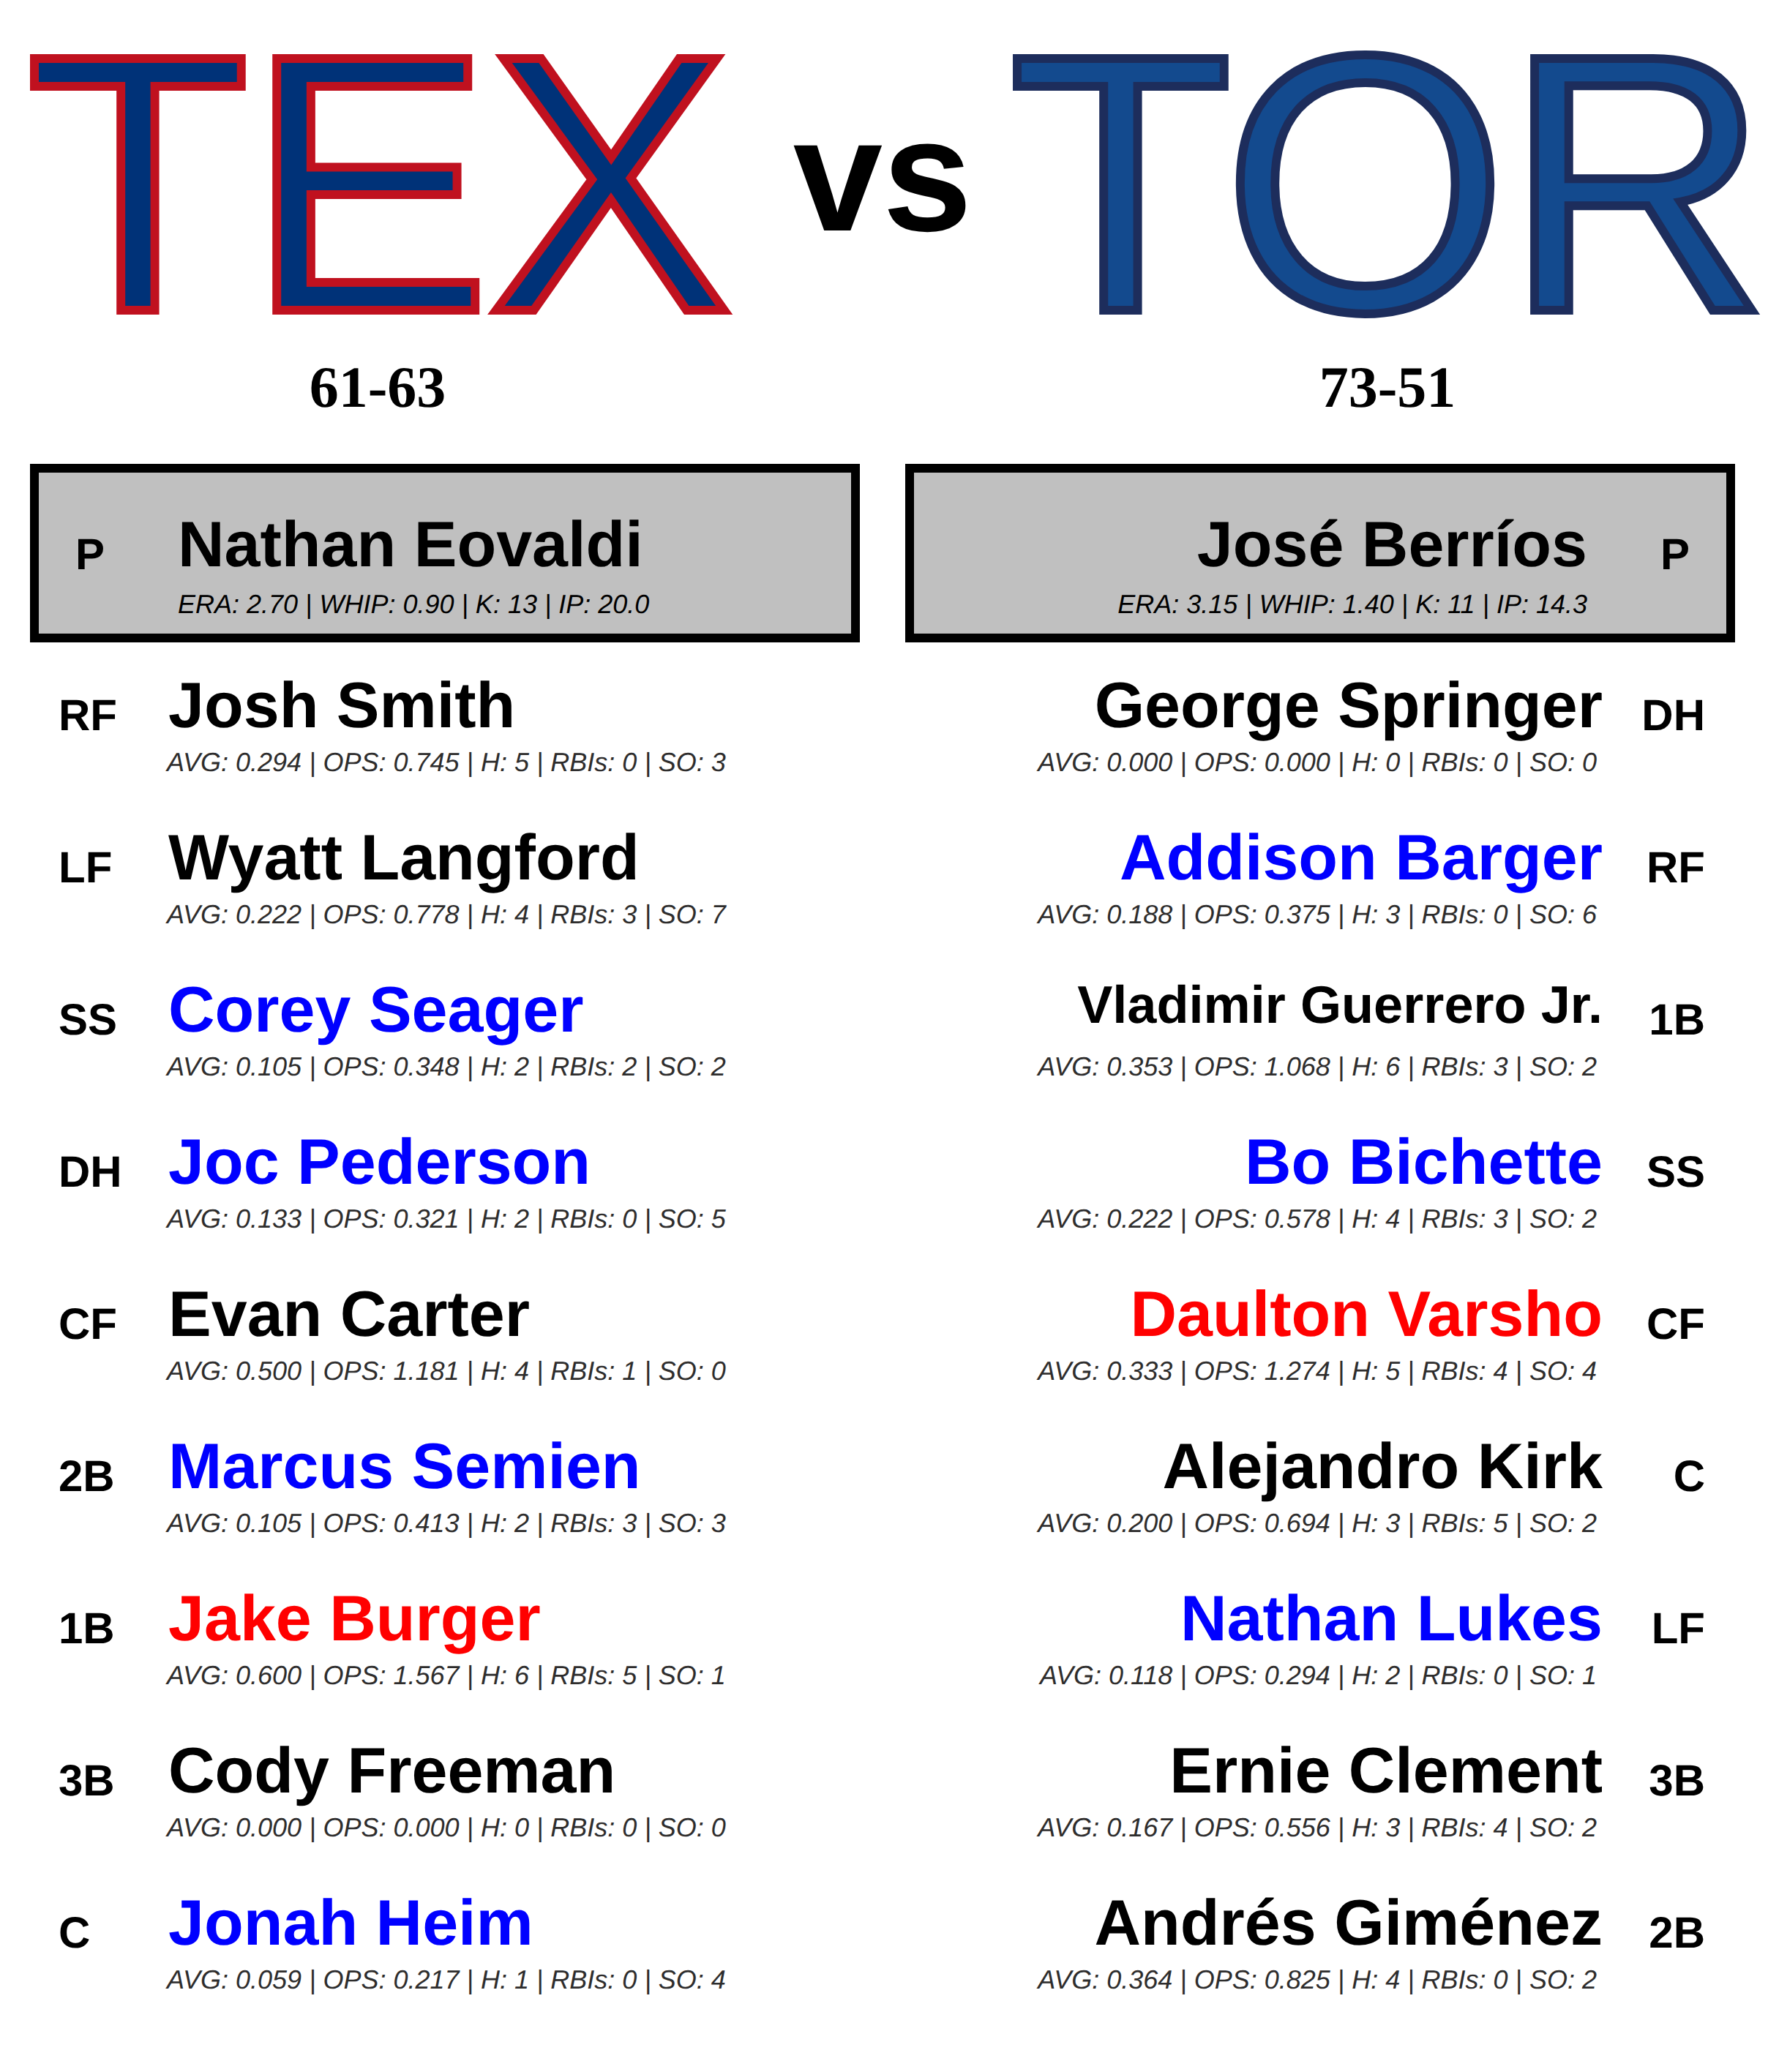 TEX vs TOR
61-63 73-51
P Nathan Eovaldi José Berríos P
ERA: 2.70 | WHIP: 0.90 | K: 13 | IP: 20.0 ERA: 3.15 | WHIP: 1.40 | K: 11 | IP: 14.3
RF Josh Smith George Springer DH
AVG: 0.294 | OPS: 0.745 | H: 5 | RBIs: 0 | SO: 3 AVG: 0.000 | OPS: 0.000 | H: 0 | RBIs: 0 | SO: 0
LF Wyatt Langford Addison Barger RF
AVG: 0.222 | OPS: 0.778 | H: 4 | RBIs: 3 | SO: 7 AVG: 0.188 | OPS: 0.375 | H: 3 | RBIs: 0 | SO: 6
SS Corey Seager Vladimir Guerrero Jr. 1B
AVG: 0.105 | OPS: 0.348 | H: 2 | RBIs: 2 | SO: 2 AVG: 0.353 | OPS: 1.068 | H: 6 | RBIs: 3 | SO: 2
DH Joc Pederson Bo Bichette SS
AVG: 0.133 | OPS: 0.321 | H: 2 | RBIs: 0 | SO: 5 AVG: 0.222 | OPS: 0.578 | H: 4 | RBIs: 3 | SO: 2
CF Evan Carter Daulton Varsho CF
AVG: 0.500 | OPS: 1.181 | H: 4 | RBIs: 1 | SO: 0 AVG: 0.333 | OPS: 1.274 | H: 5 | RBIs: 4 | SO: 4
2B Marcus Semien Alejandro Kirk C
AVG: 0.105 | OPS: 0.413 | H: 2 | RBIs: 3 | SO: 3 AVG: 0.200 | OPS: 0.694 | H: 3 | RBIs: 5 | SO: 2
1B Jake Burger Nathan Lukes LF
AVG: 0.600 | OPS: 1.567 | H: 6 | RBIs: 5 | SO: 1 AVG: 0.118 | OPS: 0.294 | H: 2 | RBIs: 0 | SO: 1
3B Cody Freeman Ernie Clement 3B
AVG: 0.000 | OPS: 0.000 | H: 0 | RBIs: 0 | SO: 0 AVG: 0.167 | OPS: 0.556 | H: 3 | RBIs: 4 | SO: 2
C Jonah Heim Andrés Giménez 2B
AVG: 0.059 | OPS: 0.217 | H: 1 | RBIs: 0 | SO: 4 AVG: 0.364 | OPS: 0.825 | H: 4 | RBIs: 0 | SO: 2